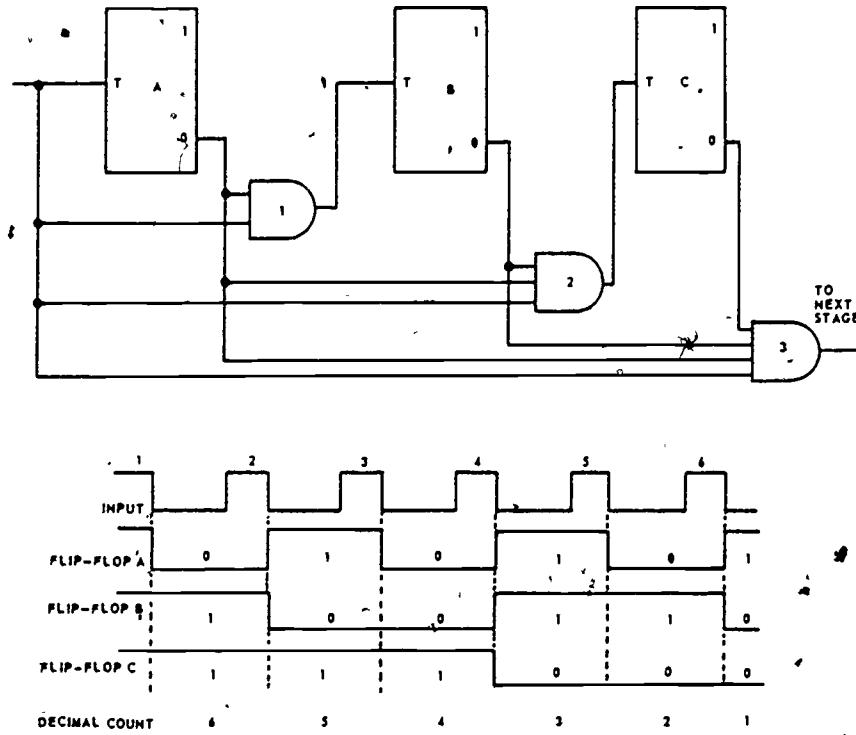 1 1 1
T A T B T C
0 0 0
1
2
TO
NEXT
STAGE
3
1 2 3 4 5 6
INPUT
FLIP-FLOP A 0 1 0 1 0 1
FLIP-FLOP B 1 0 0 1 1 0
FLIP-FLOP C 1 1 1 0 0 0
DECIMAL COUNT 6 5 4 3 2 1